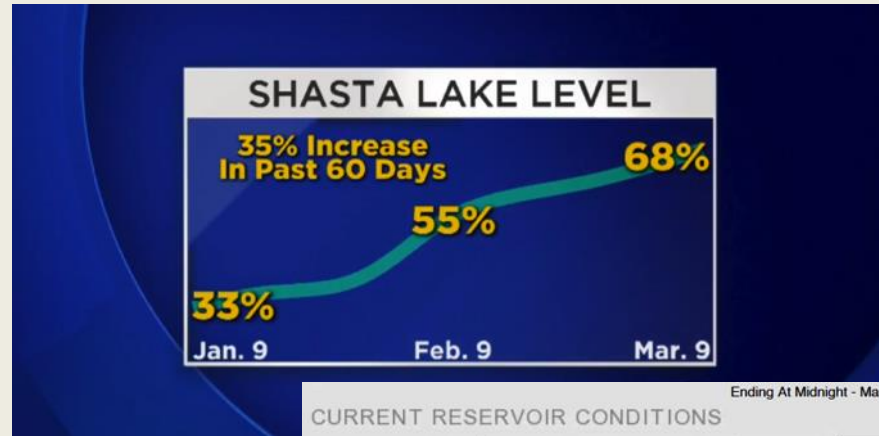 SHASTA LAKE LEVEL
35% Increase
In Past 60 Days
68%
55%
33%
Jan. 9 Feb. 9 Mar. 9
Ending At Midnight - Ma
CURRENT RESERVOIR CONDITIONS